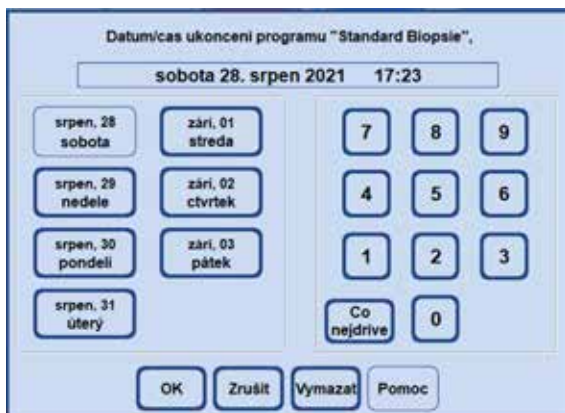 Datum/cas ukonceni programu "Standard Biopsie",
sobota 28. srpen 2021 17:23
srpen, 28
sobota
září, 01
streda
srpen, 29
nedele
září, 02
ctvrtek
srpen, 30
pondelí
září, 03
pátek
srpen, 31
úterý
7 8 9
4 5 6
1 2 3
Co
nejdrive
0
OK Zrušit Vymazat Pomoc